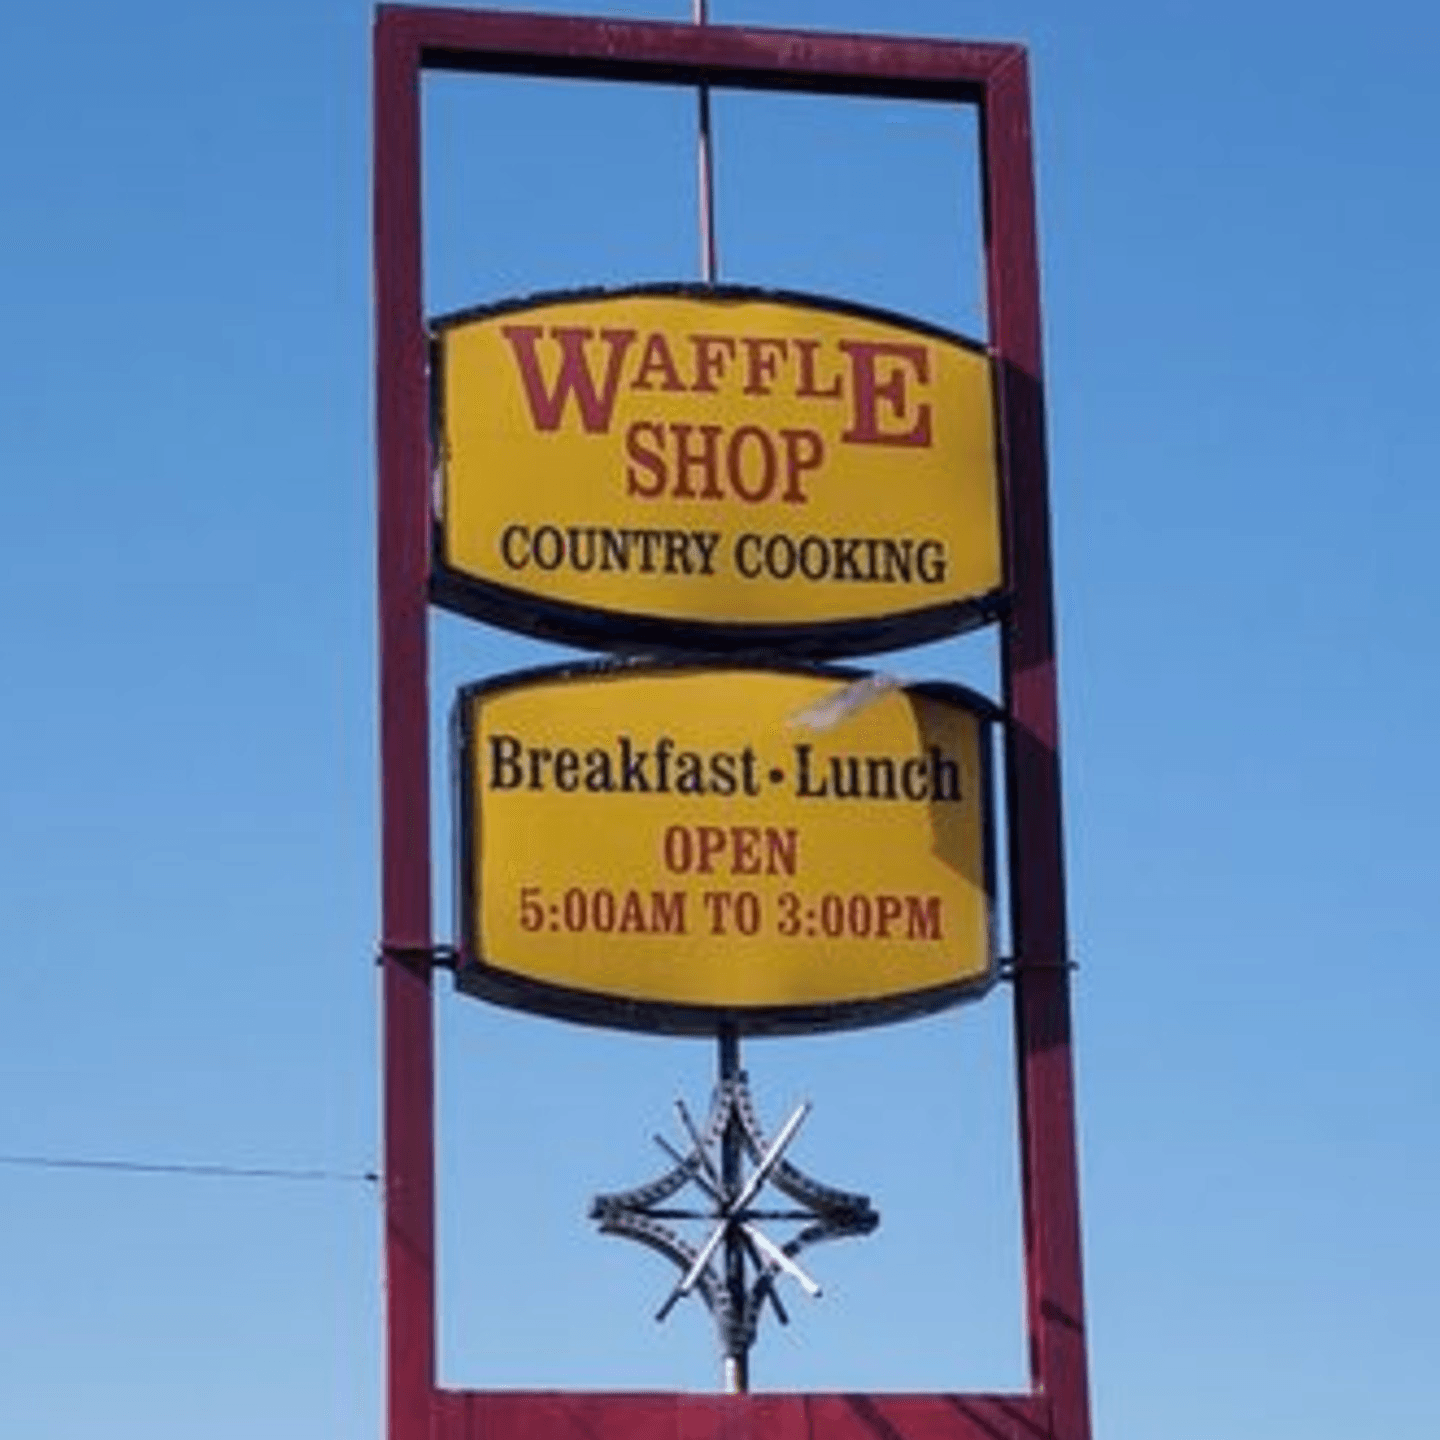 WAFFLE
SHOP
COUNTRY COOKING
Breakfast • Lunch
OPEN
5:00AM TO 3:00PM